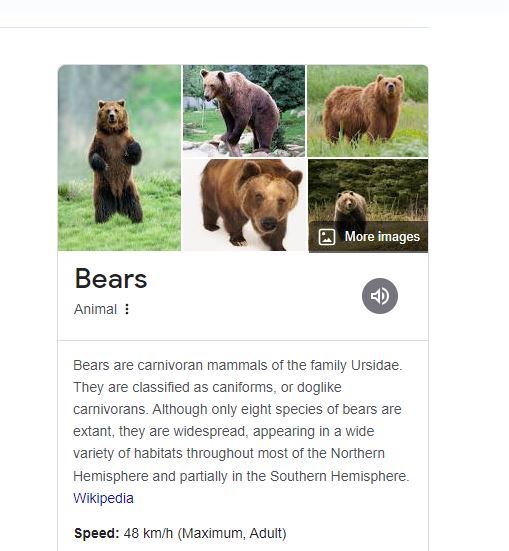 More images
Bears
Animal
Bears are carnivoran mammals of the family Ursidae.
They are classified as caniforms, or doglike
carnivorans. Although only eight species of bears are
extant, they are widespread, appearing in a wide
variety of habitats throughout most of the Northern
Hemisphere and partially in the Southern Hemisphere.
Wikipedia
Speed: 48 km/h (Maximum, Adult)